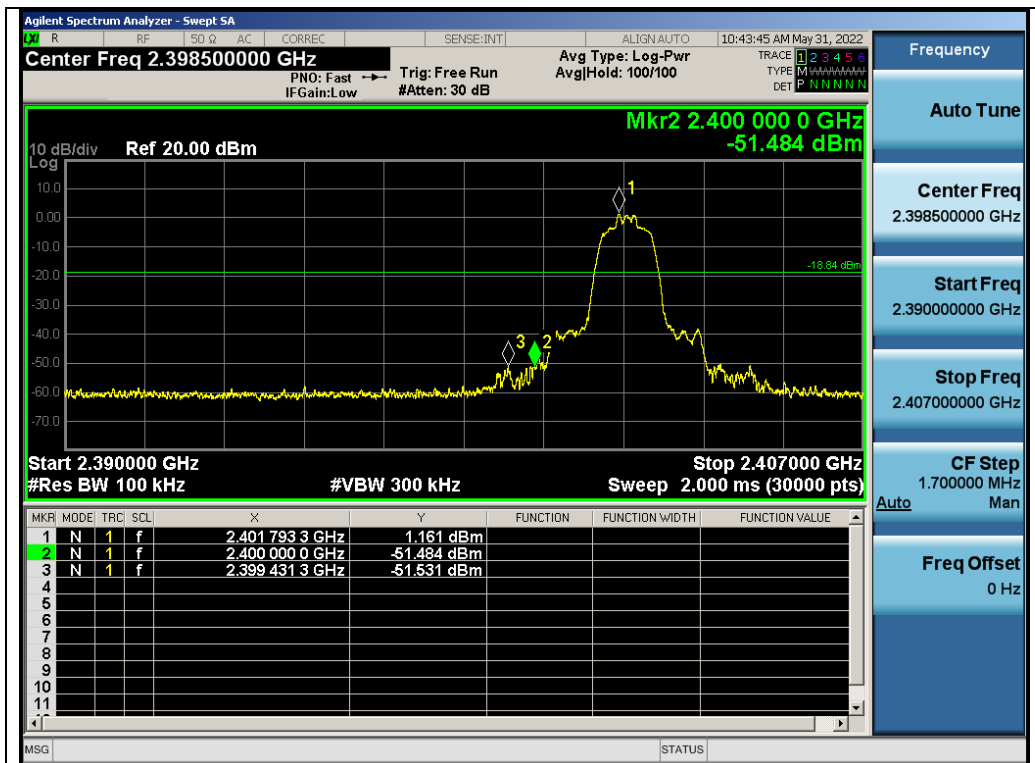 Agilent Spectrum Analyzer - Swept SA
LXI R RF 50 Ω AC CORREC SENSE:INT ALIGN AUTO 10:43:45 AM May 31, 2022
Center Freq 2.398500000 GHz
PNO: Fast
IFGain:Low
Trig: Free Run
#Atten: 30 dB
Avg Type: Log-Pwr
Avg|Hold: 100/100
TRACE 1 2 3 4 5 6
TYPE M
DET P N N N N N
Mkr2 2.400 000 0 GHz
-51.484 dBm
10 dB/div
Log
Ref 20.00 dBm
10.0
0.00
-10.0
-20.0
-30.0
-40.0
-50.0
-60.0
-70.0
1
-18.84 dBm
3 2
Start 2.390000 GHz
Stop 2.407000 GHz
#Res BW 100 kHz
#VBW 300 kHz
Sweep 2.000 ms (30000 pts)
MKR MODE TRC SCL X Y FUNCTION FUNCTION WIDTH FUNCTION VALUE
1 N 1 f 2.401 793 3 GHz 1.161 dBm
2 N 1 f 2.400 000 0 GHz -51.484 dBm
3 N 1 f 2.399 431 3 GHz -51.531 dBm
4
5
6
7
8
9
10
11
MSG
STATUS
Frequency
Auto Tune
Center Freq
2.398500000 GHz
Start Freq
2.390000000 GHz
Stop Freq
2.407000000 GHz
CF Step
1.700000 MHz
Auto Man
Freq Offset
0 Hz